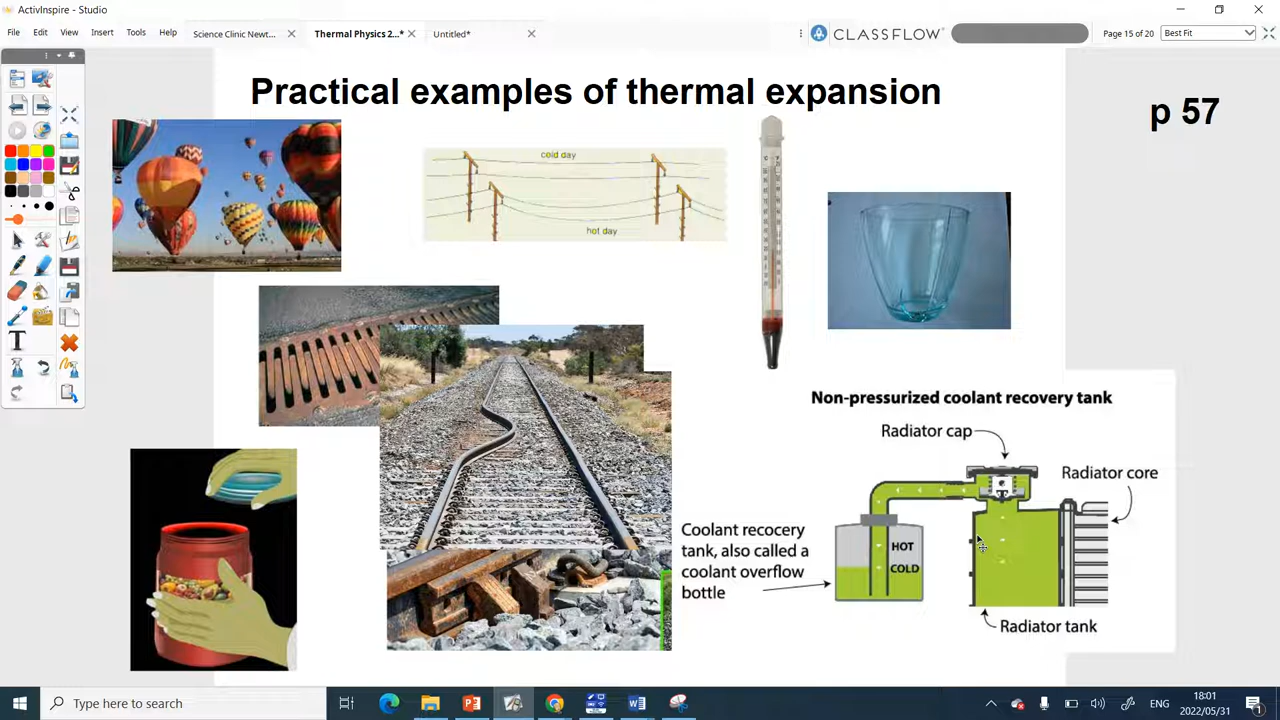 ActivInspire - Studio
File Edit View Insert Tools Help
Science Clinic Newt...
Thermal Physics 2...*
Untitled*
CLASSFLOW
Page 15 of 20
Best Fit
Practical examples of thermal expansion
p 57
cold day
hot day
Non-pressurized coolant recovery tank
Radiator cap
Radiator core
Coolant recocery
tank, also called a
coolant overflow
bottle
HOT
COLD
Radiator tank
Type here to search
ENG
18:01
2022/05/31